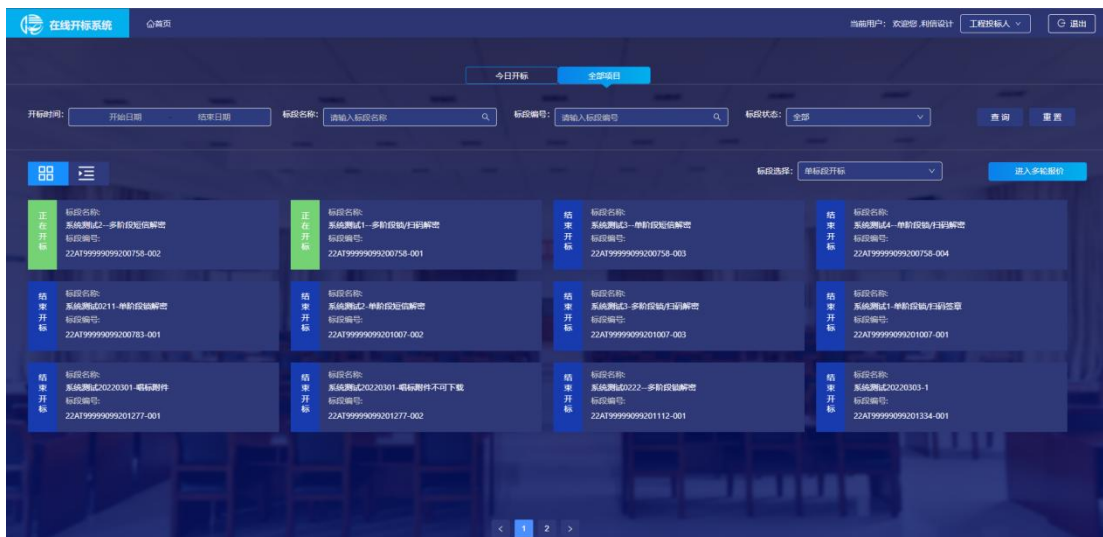 在线开标系统 首页 当前用户：欢迎您,利信设计 工程投标人 退出
今日开标 全部项目
开标时间: 开始日期 结束日期 标段名称: 请输入标段名称 标段编号: 请输入标段编号 标段状态: 全部 查询 重置
标段选择: 单标段开标 进入多轮报价
正在开标
标段名称:
系统测试2--多阶段短信解密
标段编号:
22AT99999099200758-002
正在开标
标段名称:
系统测试1--多阶段锁/扫码解密
标段编号:
22AT99999099200758-001
结束开标
标段名称:
系统测试3--单阶段短信解密
标段编号:
22AT99999099200758-003
结束开标
标段名称:
系统测试4--单阶段锁/扫码解密
标段编号:
22AT99999099200758-004
结束开标
标段名称:
系统测试0211-单阶段锁解密
标段编号:
22AT99999099200783-001
结束开标
标段名称:
系统测试2-单阶段短信解密
标段编号:
22AT99999099201007-002
结束开标
标段名称:
系统测试3-多阶段锁/扫码解密
标段编号:
22AT99999099201007-003
结束开标
标段名称:
系统测试1-单阶段锁/扫码签章
标段编号:
22AT99999099201007-001
结束开标
标段名称:
系统测试20220301-唱标附件
标段编号:
22AT99999099201277-001
结束开标
标段名称:
系统测试20220301-唱标附件不可下载
标段编号:
22AT99999099201277-002
结束开标
标段名称:
系统测试0222--多阶段锁解密
标段编号:
22AT99999099201112-001
结束开标
标段名称:
系统测试20220303-1
标段编号:
22AT99999099201334-001
< 1 2 >